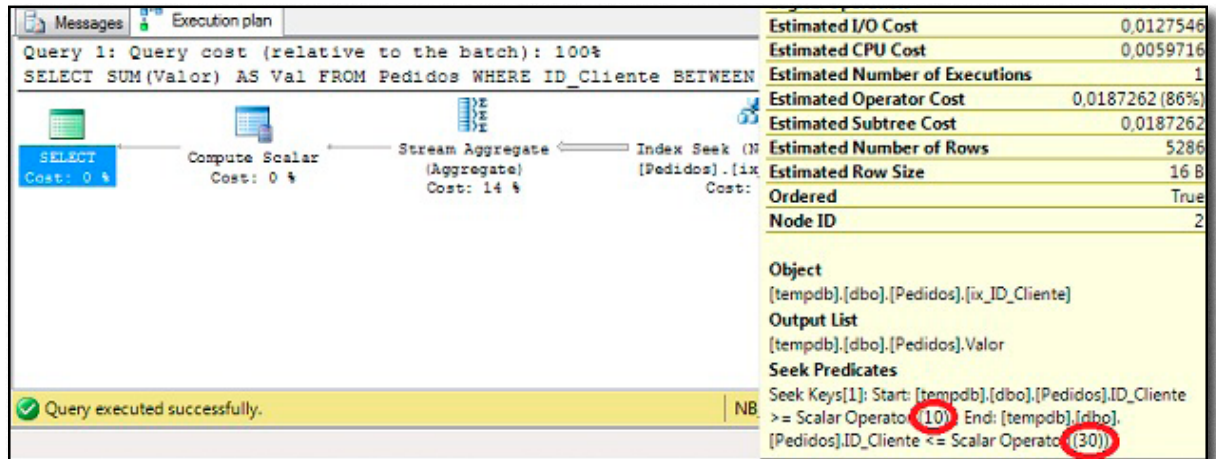 Messages
Execution plan
Query 1: Query cost (relative to the batch): 100%
SELECT SUM(Valor) AS Val FROM Pedidos WHERE ID_Cliente BETWEEN
SELECT
Cost: 0 %
Compute Scalar
Cost: 0 %
Stream Aggregate
(Aggregate)
Cost: 14 %
Index Seek (N
[Pedidos].[ix_
Cost:
Query executed successfully.
NB_
Estimated I/O Cost 0,0127546
Estimated CPU Cost 0,0059716
Estimated Number of Executions 1
Estimated Operator Cost 0,0187262 (86%)
Estimated Subtree Cost 0,0187262
Estimated Number of Rows 5286
Estimated Row Size 16 B
Ordered True
Node ID 2
Object
[tempdb].[dbo].[Pedidos].[ix_ID_Cliente]
Output List
[tempdb].[dbo].[Pedidos].Valor
Seek Predicates
Seek Keys[1]: Start: [tempdb].[dbo].[Pedidos].ID_Cliente
>= Scalar Operator((10)), End: [tempdb].[dbo].
[Pedidos].ID_Cliente <= Scalar Operator((30))